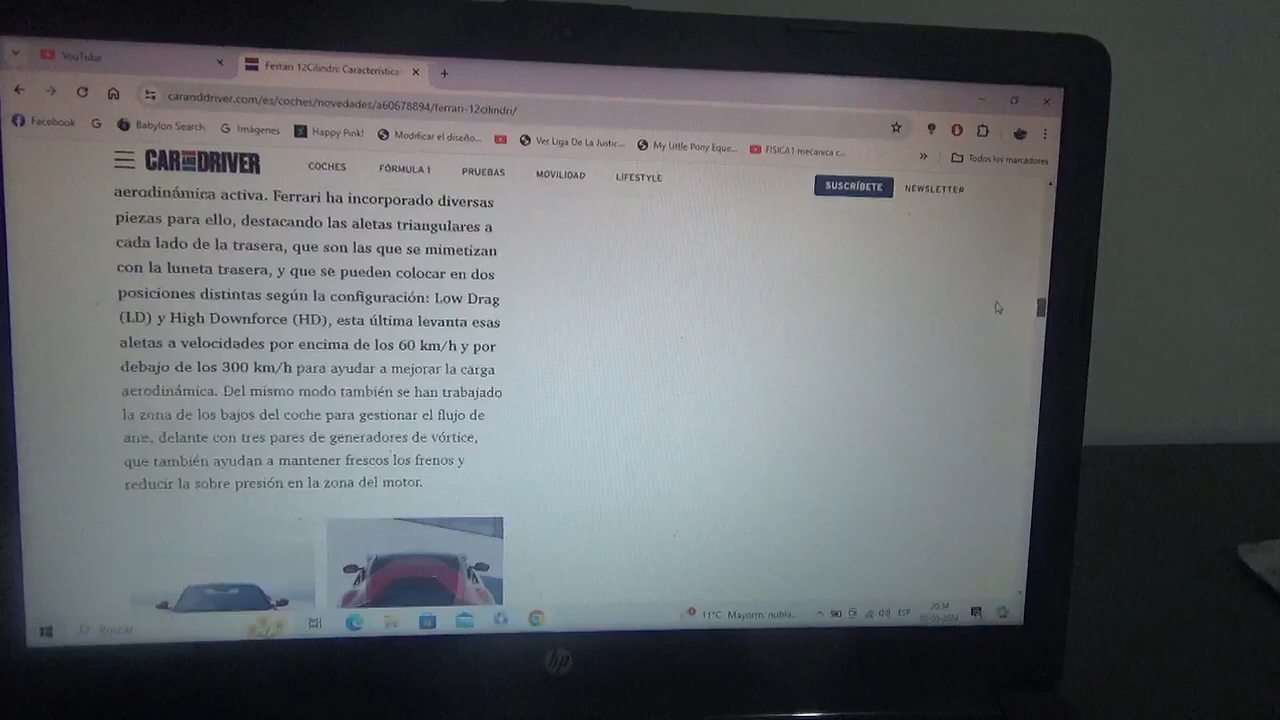 YouTube
Ferrari 12Cilindri: Característica
caranddriver.com/es/coches/novedades/a60678894/ferrari-12cilindri/
Facebook
G
Babylon Search
G Imágenes
Happy Pink!
Modificar el diseño...
Ver Liga De La Justic...
My Little Pony Eque...
FISICA I mecanica c...
»
Todos los marcadores
CAR AND DRIVER
COCHES
FÓRMULA 1
PRUEBAS
MOVILIDAD
LIFESTYLE
SUSCRÍBETE
NEWSLETTER
aerodinámica activa. Ferrari ha incorporado diversas
piezas para ello, destacando las aletas triangulares a
cada lado de la trasera, que son las que se mimetizan
con la luneta trasera, y que se pueden colocar en dos
posiciones distintas según la configuración: Low Drag
(LD) y High Downforce (HD), esta última levanta esas
aletas a velocidades por encima de los 60 km/h y por
debajo de los 300 km/h para ayudar a mejorar la carga
aerodinámica. Del mismo modo también se han trabajado
la zona de los bajos del coche para gestionar el flujo de
aire, delante con tres pares de generadores de vórtice,
que también ayudan a mantener frescos los frenos y
reducir la sobre presión en la zona del motor.
Buscar
11°C Mayorm. nubla...
ESP
20:34
hp